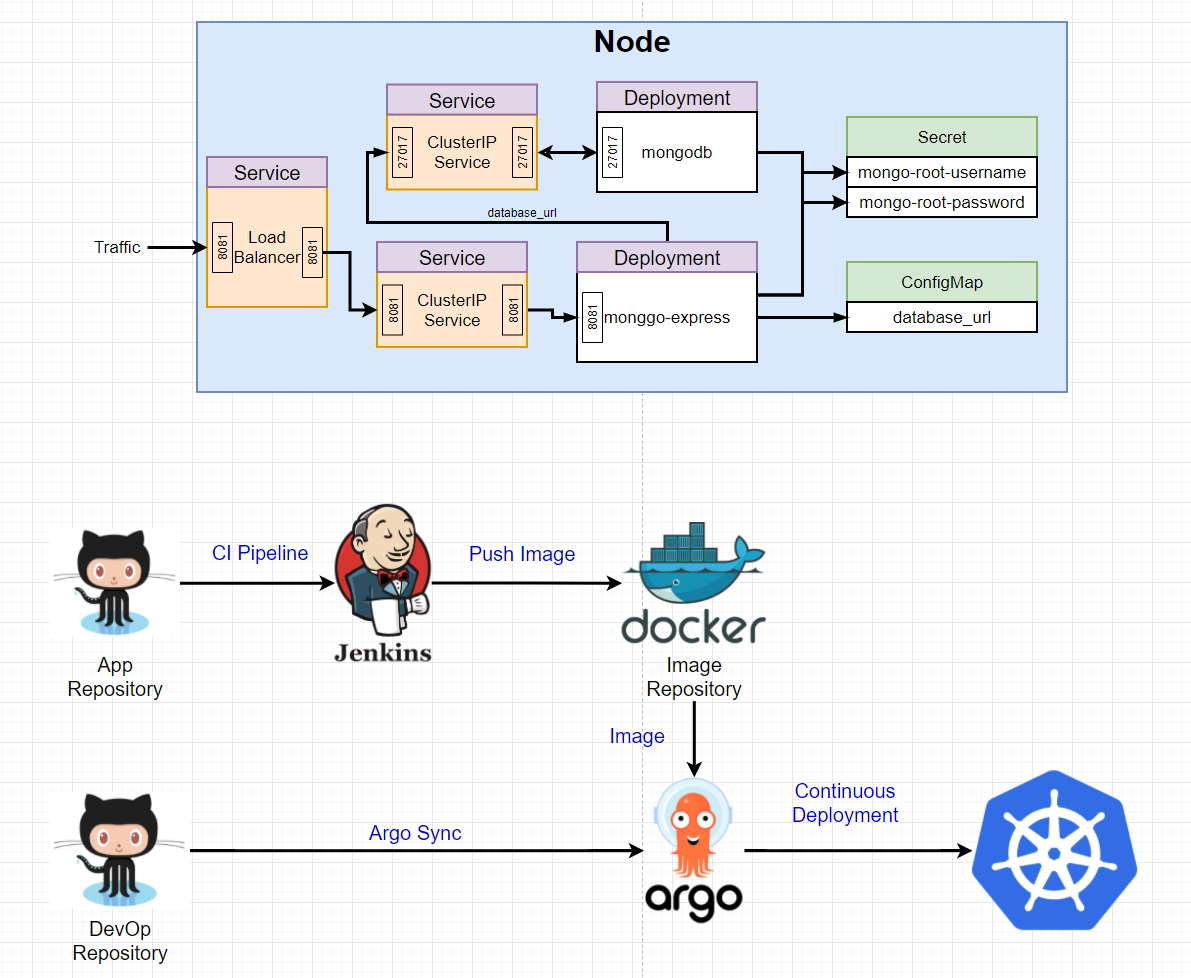 Node
Service
27017
ClusterIP
Service
27017
Deployment
27017
mongodb
Secret
mongo-root-username
mongo-root-password
Service
8081
Load
Balancer
8081
Traffic
database_url
Service
8081
ClusterIP
Service
8081
Deployment
8081
monggo-express
ConfigMap
database_url
CI Pipeline
Push Image
Jenkins
docker
App
Repository
Image
Repository
Image
Argo Sync
Continuous
Deployment
argo
DevOp
Repository